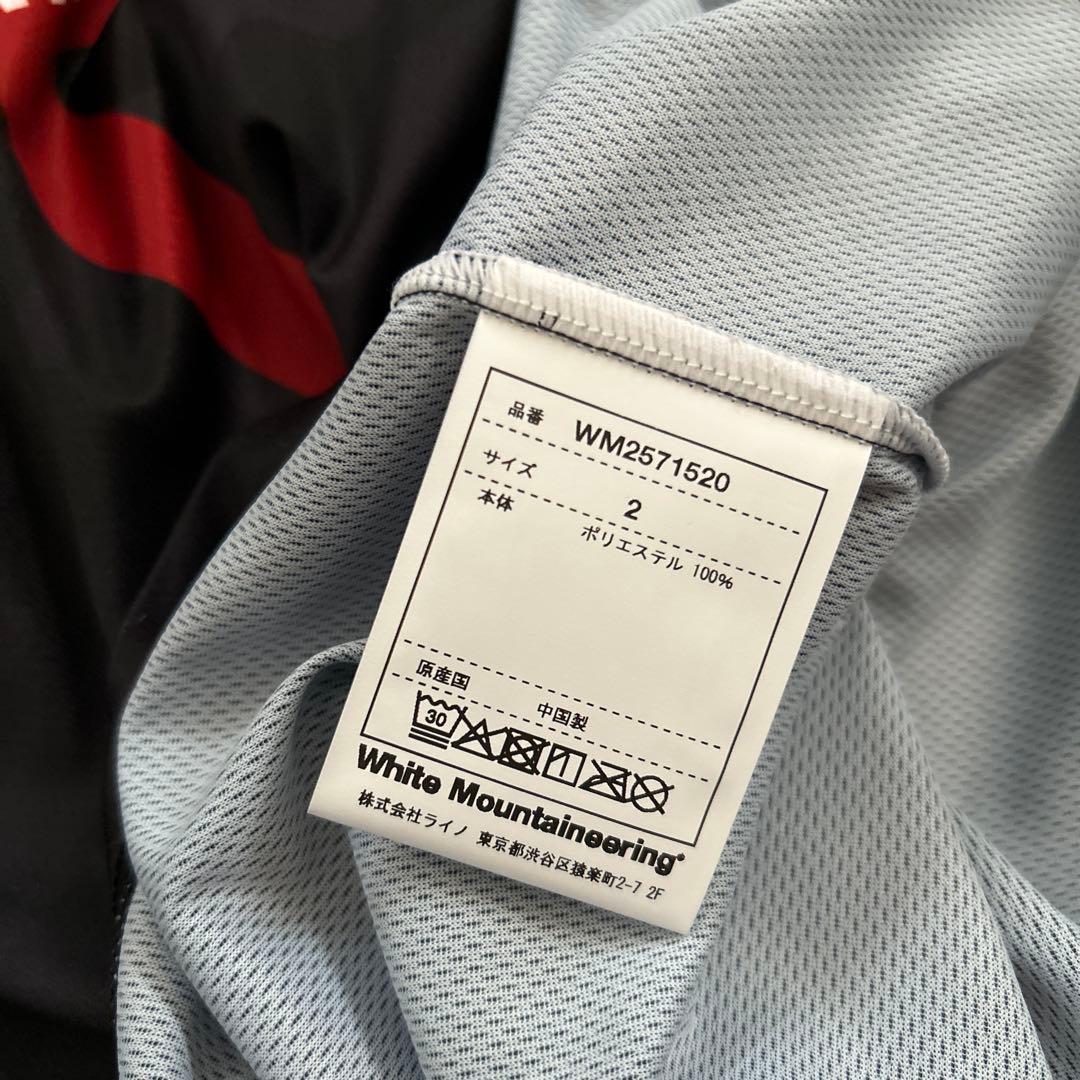 品番 WM2571520
サイズ 2
本体 ポリエステル 100%
原産国 中国製
30
White Mountaineering®
株式会社ライノ 東京都渋谷区猿楽町2-7 2F